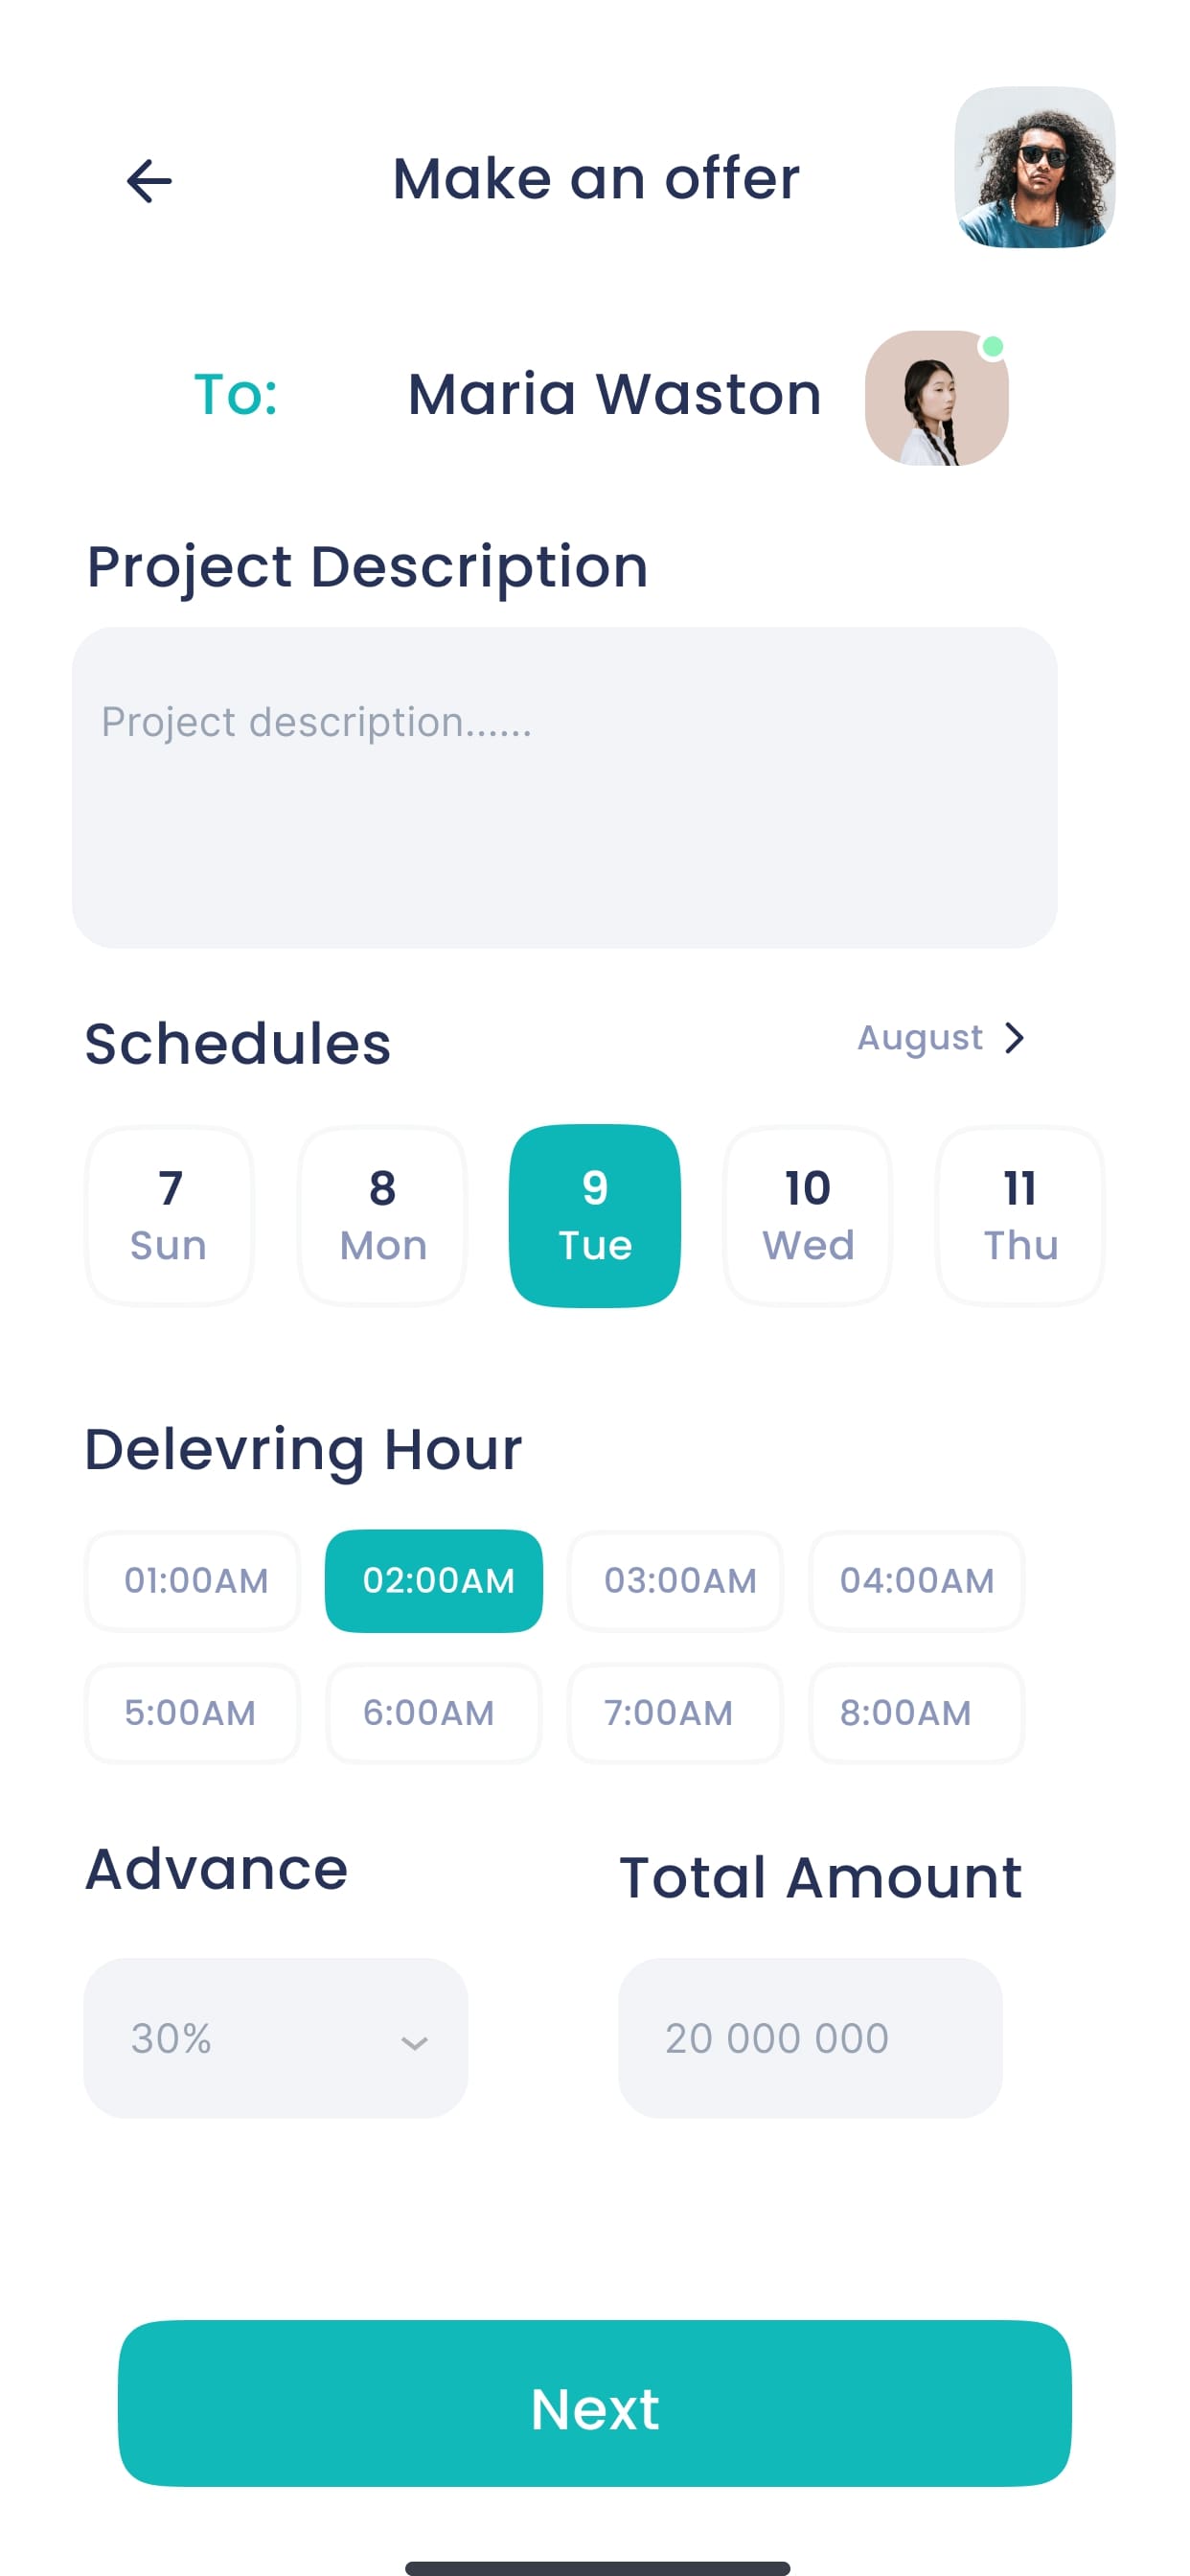 Make an offer
To: Maria Waston
Project Description
Project description......
Schedules August
7 8 9 10 11
Sun Mon Tue Wed Thu
Delevring Hour
01:00AM 02:00AM 03:00AM 04:00AM
5:00AM 6:00AM 7:00AM 8:00AM
Advance Total Amount
30% 20 000 000
Next